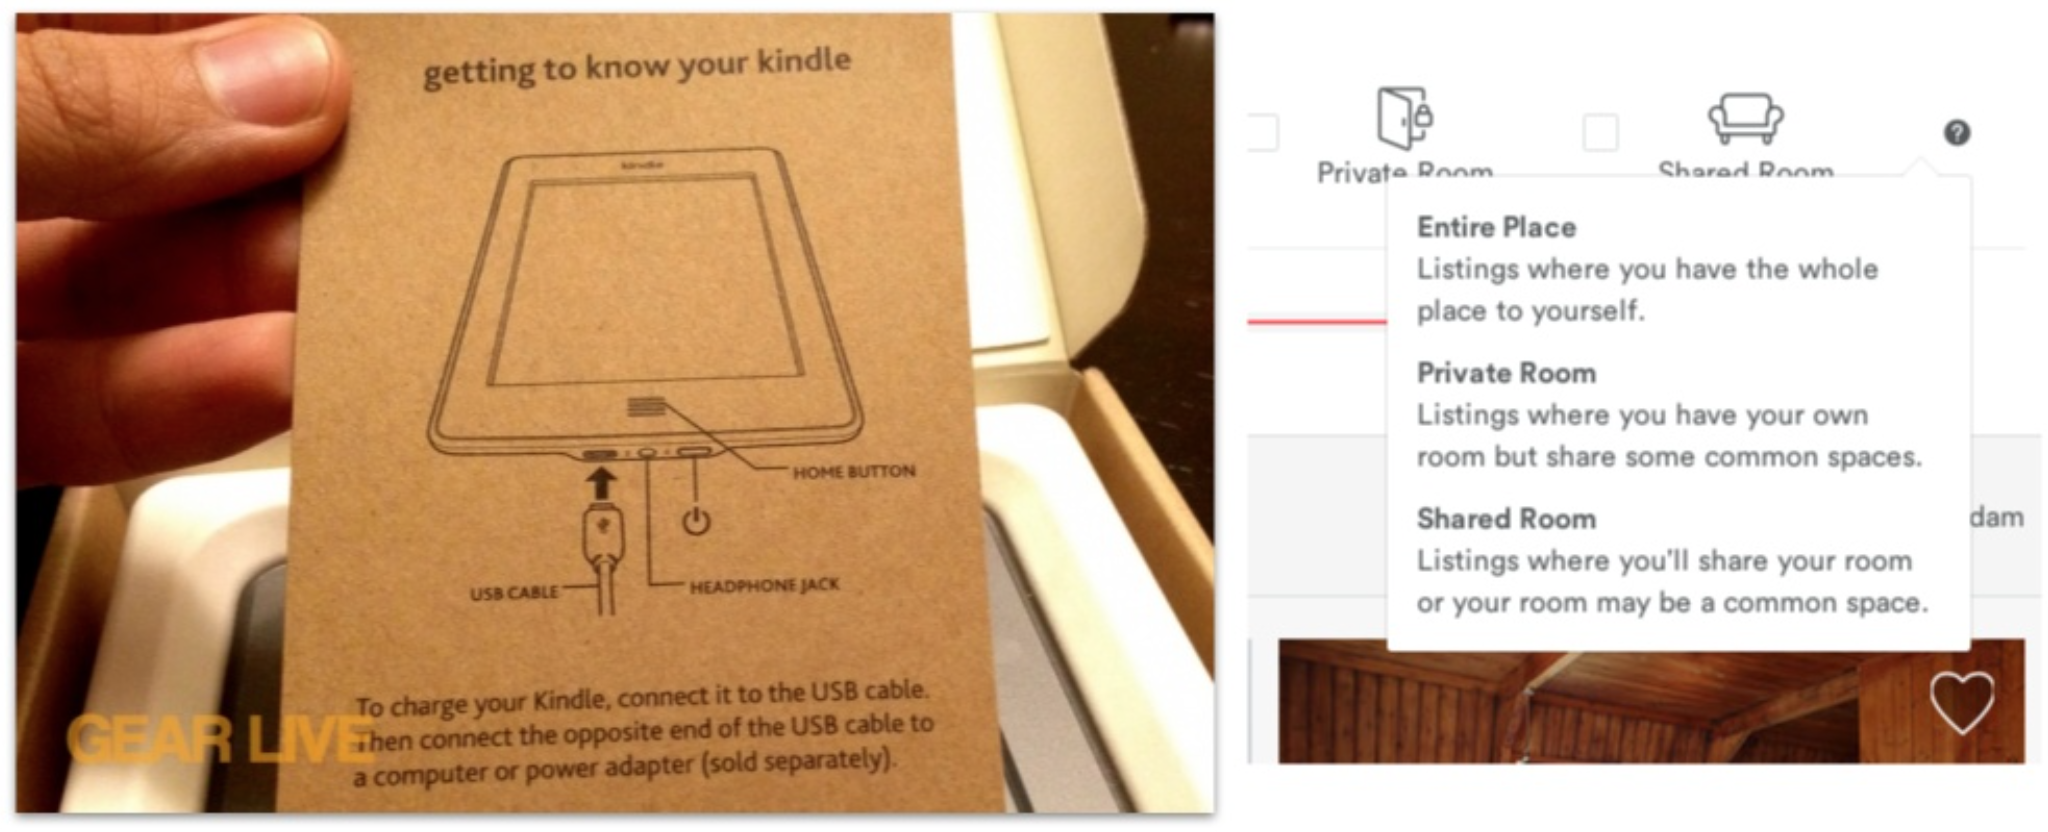 getting to know your kindle
kindle
HOME BUTTON
USB CABLE
HEADPHONE JACK
To charge your Kindle, connect it to the USB cable.
Then connect the opposite end of the USB cable to
a computer or power adapter (sold separately).
GEAR LIVE
Private Room
Shared Room
?
Entire Place
Listings where you have the whole
place to yourself.
Private Room
Listings where you have your own
room but share some common spaces.
Shared Room
Listings where you'll share your room
or your room may be a common space.
dam